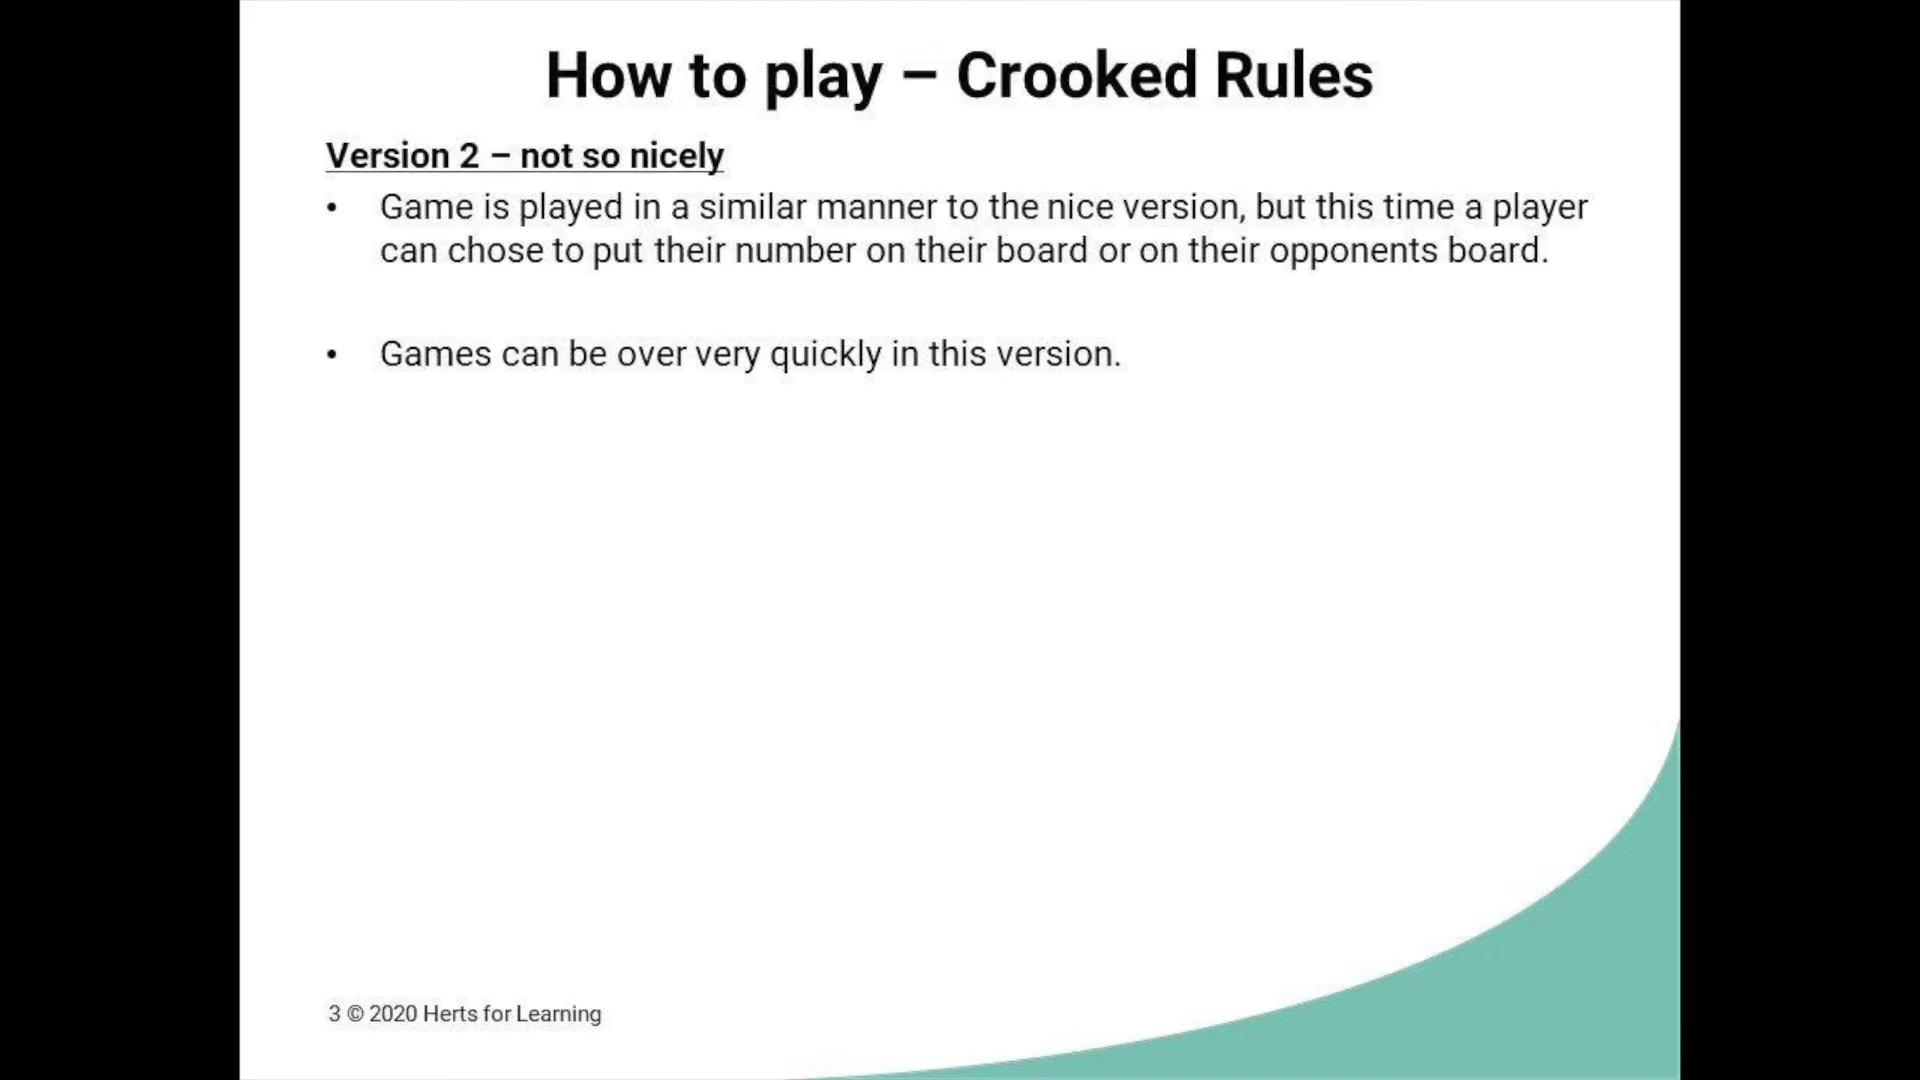 How to play – Crooked Rules
Version 2 – not so nicely
• Game is played in a similar manner to the nice version, but this time a player
can chose to put their number on their board or on their opponents board.
• Games can be over very quickly in this version.
3 © 2020 Herts for Learning